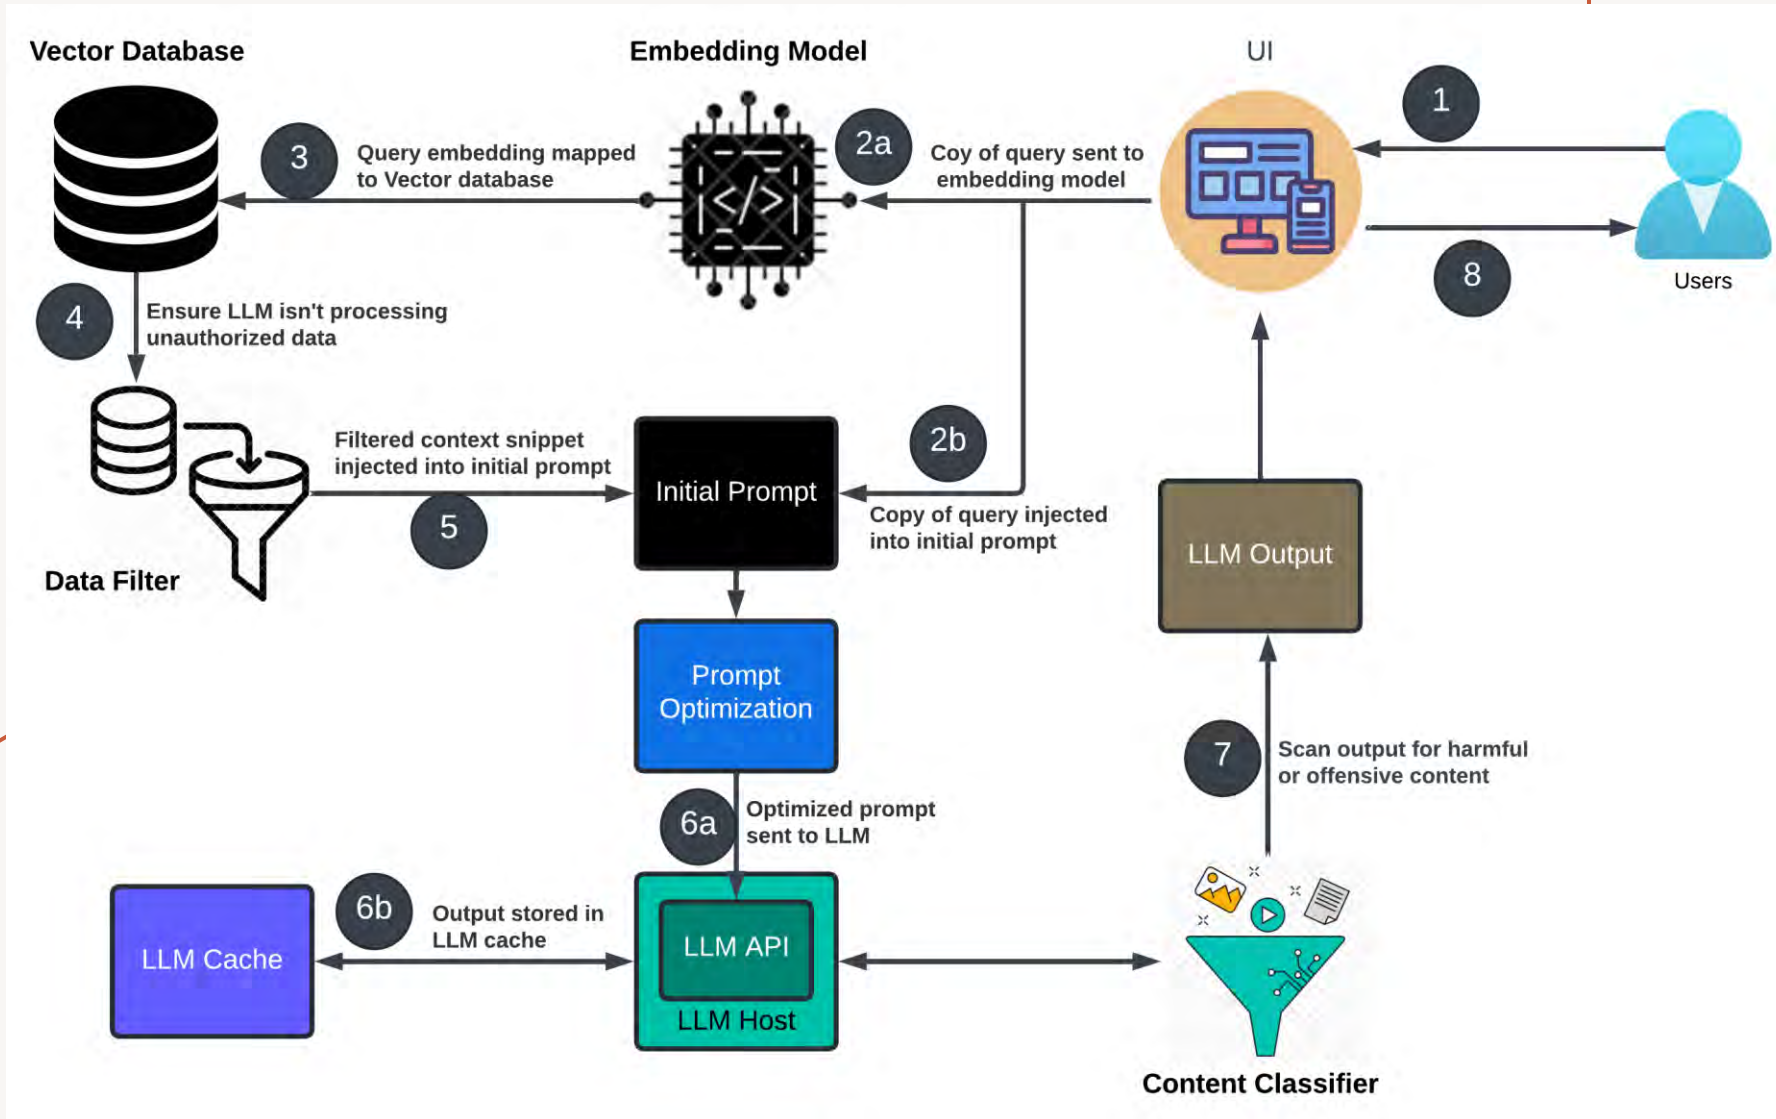 Vector Database
Embedding Model
UI
1
2a
3
Query embedding mapped
to Vector database
Coy of query sent to
embedding model
8
Users
4
Ensure LLM isn't processing
unauthorized data
Filtered context snippet
injected into initial prompt
5
Data Filter
Initial Prompt
2b
Copy of query injected
into initial prompt
LLM Output
Prompt
Optimization
7
Scan output for harmful
or offensive content
6a
Optimized prompt
sent to LLM
LLM Cache
6b
Output stored in
LLM cache
LLM API
LLM Host
Content Classifier